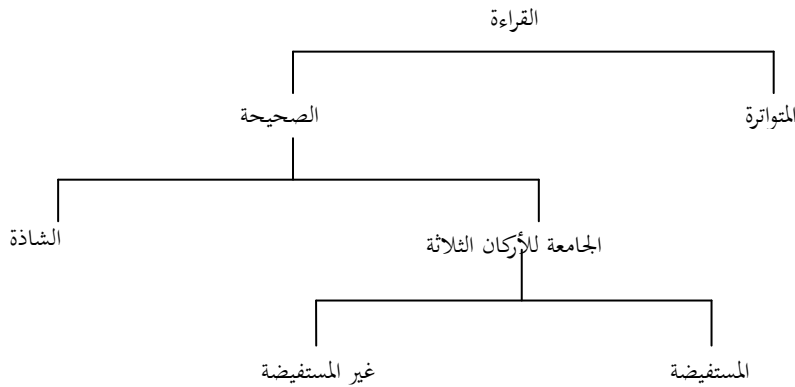 القراءة
المتواترة
الصحيحة
الجامعة للأركان الثلاثة
الشاذة
المستفيضة
غير المستفيضة